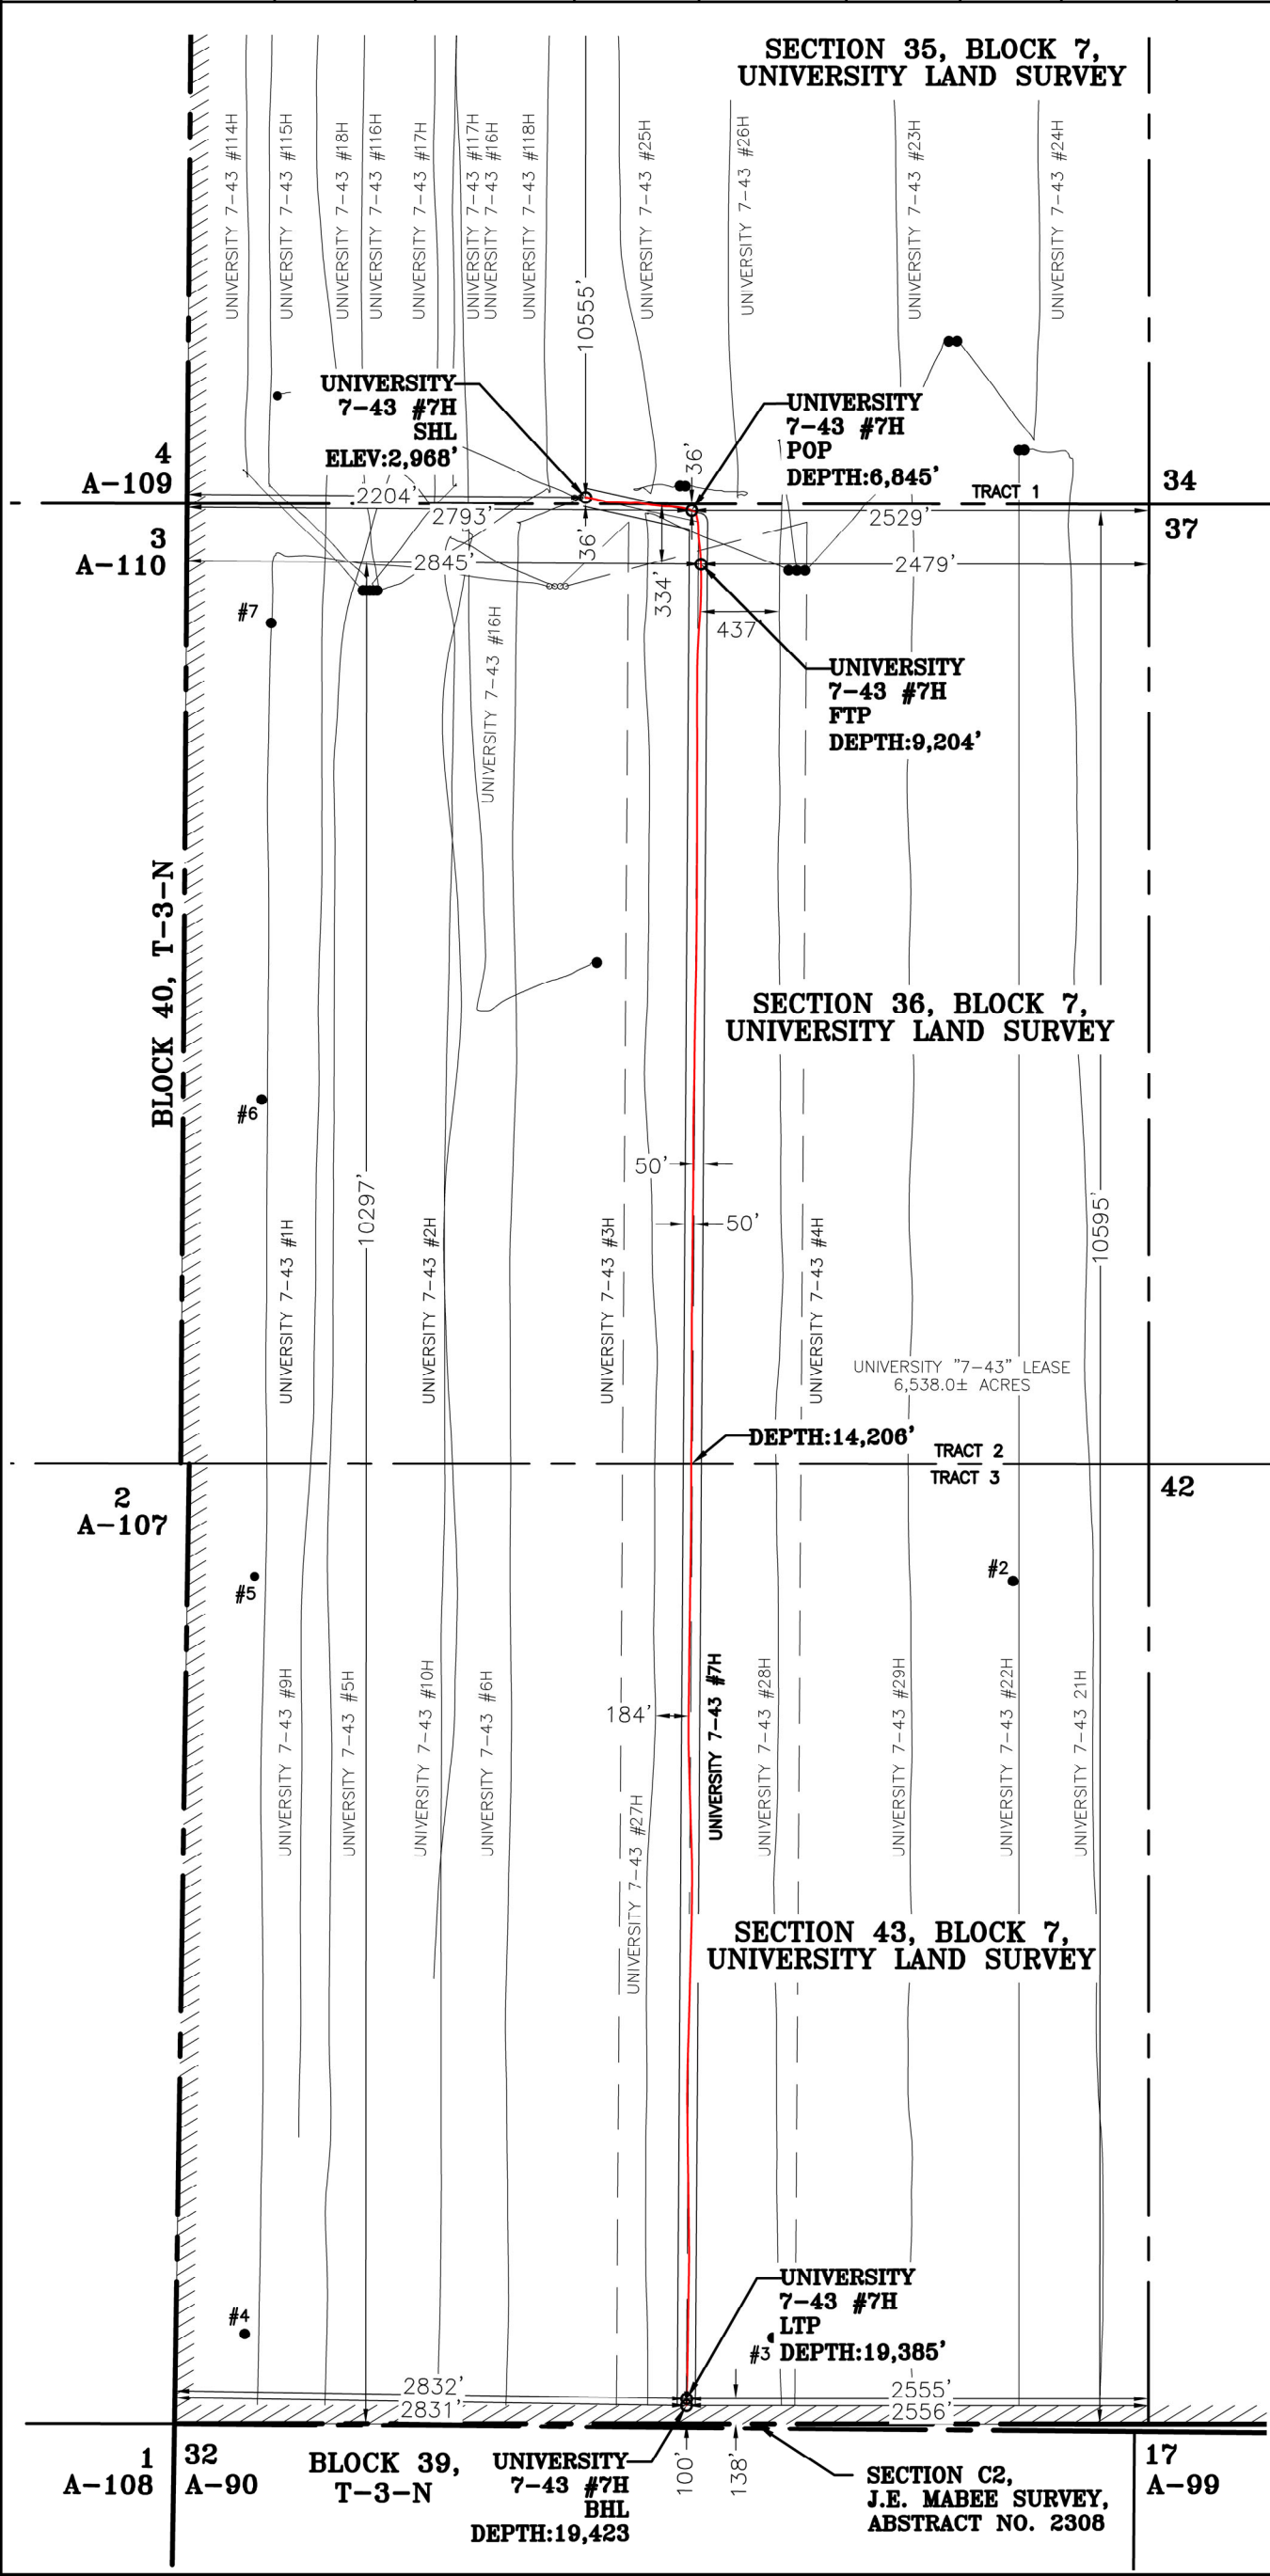 SECTION 35, BLOCK 7,
UNIVERSITY LAND SURVEY
UNIVERSITY 7-43 #114H
UNIVERSITY 7-43 #115H
UNIVERSITY 7-43 #18H
UNIVERSITY 7-43 #116H
UNIVERSITY 7-43 #17H
UNIVERSITY 7-43 #117H
UNIVERSITY 7-43 #16H
UNIVERSITY 7-43 #118H
UNIVERSITY 7-43 #25H
UNIVERSITY 7-43 #26H
UNIVERSITY 7-43 #23H
UNIVERSITY 7-43 #24H
10555'
UNIVERSITY
7-43 #7H
SHL
ELEV:2,968'
UNIVERSITY
7-43 #7H
POP
DEPTH:6,845'
36'
4
A-109
TRACT 1
34
2204'
2793'
2529'
37
3
A-110
36'
2845'
334'
2479'
#7
437'
UNIVERSITY 7-43 #16H
UNIVERSITY
7-43 #7H
FTP
DEPTH:9,204'
BLOCK 40, T-3-N
SECTION 36, BLOCK 7,
UNIVERSITY LAND SURVEY
#6
50'
50'
10297'
10595'
UNIVERSITY 7-43 #1H
UNIVERSITY 7-43 #2H
UNIVERSITY 7-43 #3H
UNIVERSITY 7-43 #4H
UNIVERSITY "7-43" LEASE
6,538.0± ACRES
DEPTH:14,206'
TRACT 2
TRACT 3
2
A-107
42
#5
#2
UNIVERSITY 7-43 #9H
UNIVERSITY 7-43 #5H
UNIVERSITY 7-43 #10H
UNIVERSITY 7-43 #6H
184'
UNIVERSITY 7-43 #27H
UNIVERSITY 7-43 #7H
UNIVERSITY 7-43 #28H
UNIVERSITY 7-43 #29H
UNIVERSITY 7-43 #22H
UNIVERSITY 7-43 21H
SECTION 43, BLOCK 7,
UNIVERSITY LAND SURVEY
#4
UNIVERSITY
7-43 #7H
LTP
#3 DEPTH:19,385'
2832'
2831'
2555'
2556'
1
A-108
32
A-90
BLOCK 39,
T-3-N
UNIVERSITY
7-43 #7H
BHL
DEPTH:19,423
100'
138'
SECTION C2,
J.E. MABEE SURVEY,
ABSTRACT NO. 2308
17
A-99